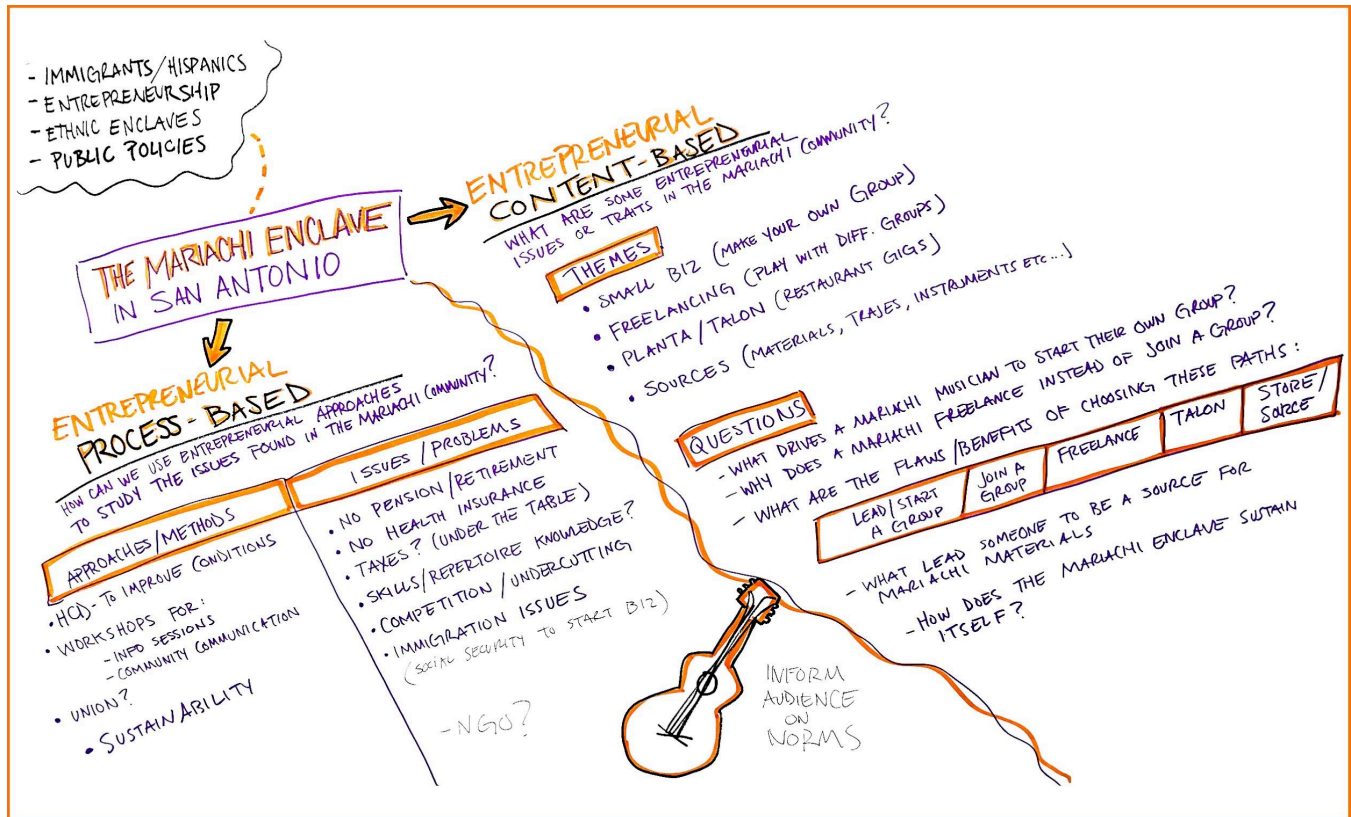 - IMMIGRANTS/HISPANICS
- ENTREPRENEURSHIP
- ETHNIC ENCLAVES
- PUBLIC POLICIES
THE MARIACHI ENCLAVE
IN SAN ANTONIO
ENTREPRENEURIAL
CONTENT-BASED
WHAT ARE SOME ENTREPRENEURIAL
ISSUES OR TRAITS IN THE MARIACHI COMMUNITY?
THEMES
• SMALL BIZ (MAKE YOUR OWN GROUP)
• FREELANCING (PLAY WITH DIFF. GROUPS)
• PLANTA/TALON (RESTAURANT GIGS)
• SOURCES (MATERIALS, TRAJES, INSTRUMENTS ETC...)
QUESTIONS
- WHAT DRIVES A MARIACHI MUSICIAN TO START THEIR OWN GROUP?
- WHY DOES A MARIACHI FREELANCE INSTEAD OF JOIN A GROUP?
- WHAT ARE THE FLAWS/BENEFITS OF CHOOSING THESE PATHS:
LEAD/START
A GROUP
JOIN A
GROUP
FREELANCE
TALON
STORE/
SOURCE
- WHAT LEAD SOMEONE TO BE A SOURCE FOR
MARIACHI MATERIALS
- HOW DOES THE MARIACHI ENCLAVE SUSTAIN
ITSELF?
ENTREPRENEURIAL
PROCESS-BASED
HOW CAN WE USE ENTREPRENEURIAL APPROACHES
TO STUDY THE ISSUES FOUND IN THE MARIACHI COMMUNITY?
APPROACHES/METHODS
• HCD - TO IMPROVE CONDITIONS
• WORKSHOPS FOR:
- INFO SESSIONS
- COMMUNITY COMMUNICATION
• UNION?
• SUSTAINABILITY
ISSUES/PROBLEMS
• NO PENSION/RETIREMENT
• NO HEALTH INSURANCE
• TAXES? (UNDER THE TABLE)
• SKILLS/REPERTOIRE KNOWLEDGE?
• COMPETITION/UNDERCUTTING
• IMMIGRATION ISSUES
(SOCIAL SECURITY TO START BIZ)
- NGO?
INFORM
AUDIENCE
ON
NORMS